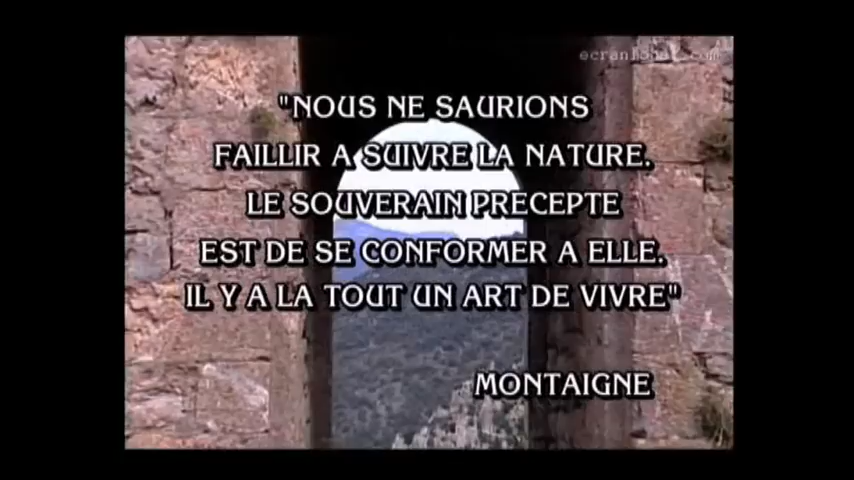 "NOUS NE SAURIONS
FAILLIR A SUIVRE LA NATURE.
LE SOUVERAIN PRECEPTE
EST DE SE CONFORMER A ELLE.
IL Y A LA TOUT UN ART DE VIVRE"
MONTAIGNE